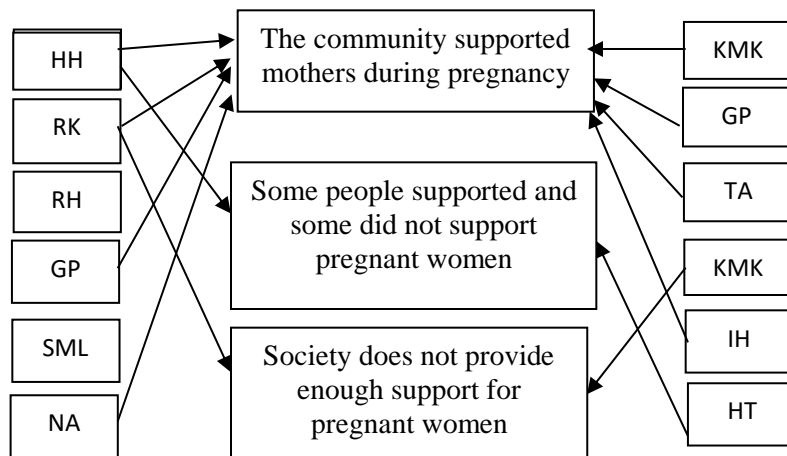 HH
RK
RH
GP
SML
NA
The community supported
mothers during pregnancy
Some people supported and
some did not support
pregnant women
Society does not provide
enough support for
pregnant women
KMK
GP
TA
KMK
IH
HT